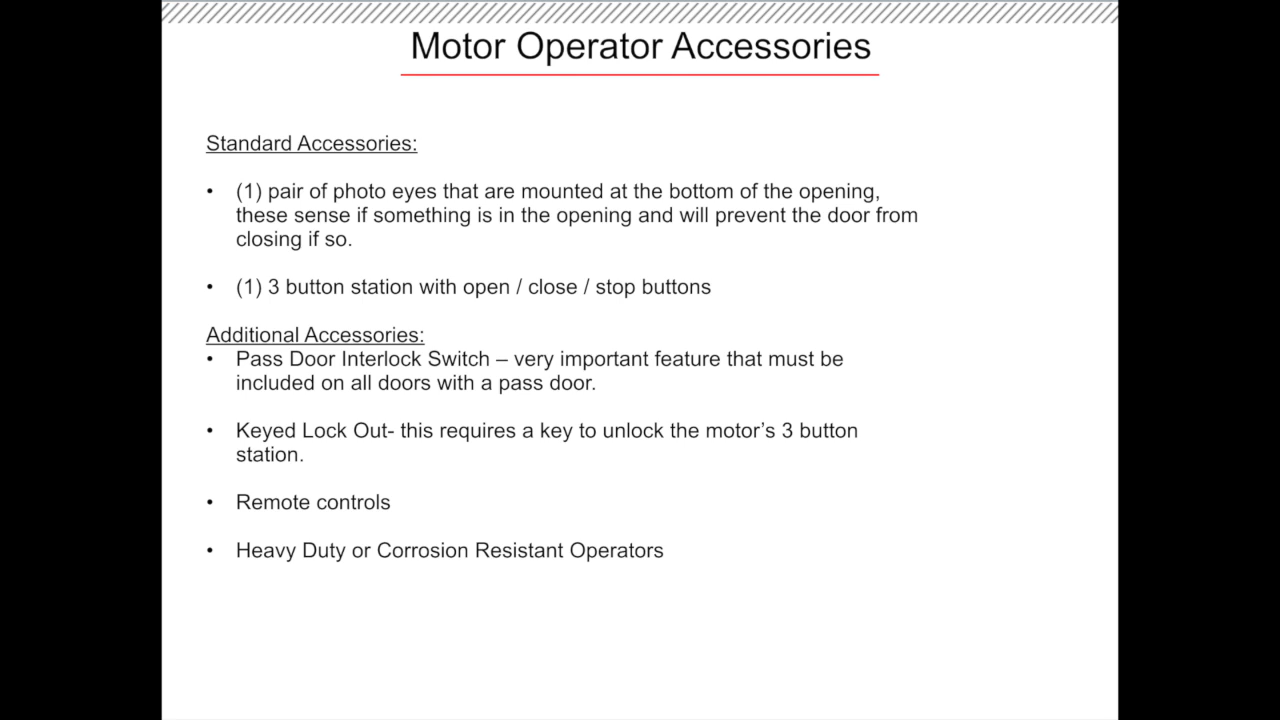 Motor Operator Accessories
Standard Accessories:
• (1) pair of photo eyes that are mounted at the bottom of the opening,
these sense if something is in the opening and will prevent the door from
closing if so.
• (1) 3 button station with open / close / stop buttons
Additional Accessories:
• Pass Door Interlock Switch – very important feature that must be
included on all doors with a pass door.
• Keyed Lock Out- this requires a key to unlock the motor’s 3 button
station.
• Remote controls
• Heavy Duty or Corrosion Resistant Operators